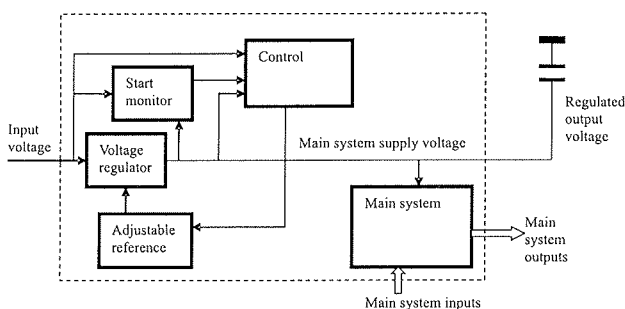 Control
Start
monitor
Input
voltage
Voltage
regulator
Main system supply voltage
Regulated
output
voltage
Adjustable
reference
Main system
Main
system
outputs
Main system inputs